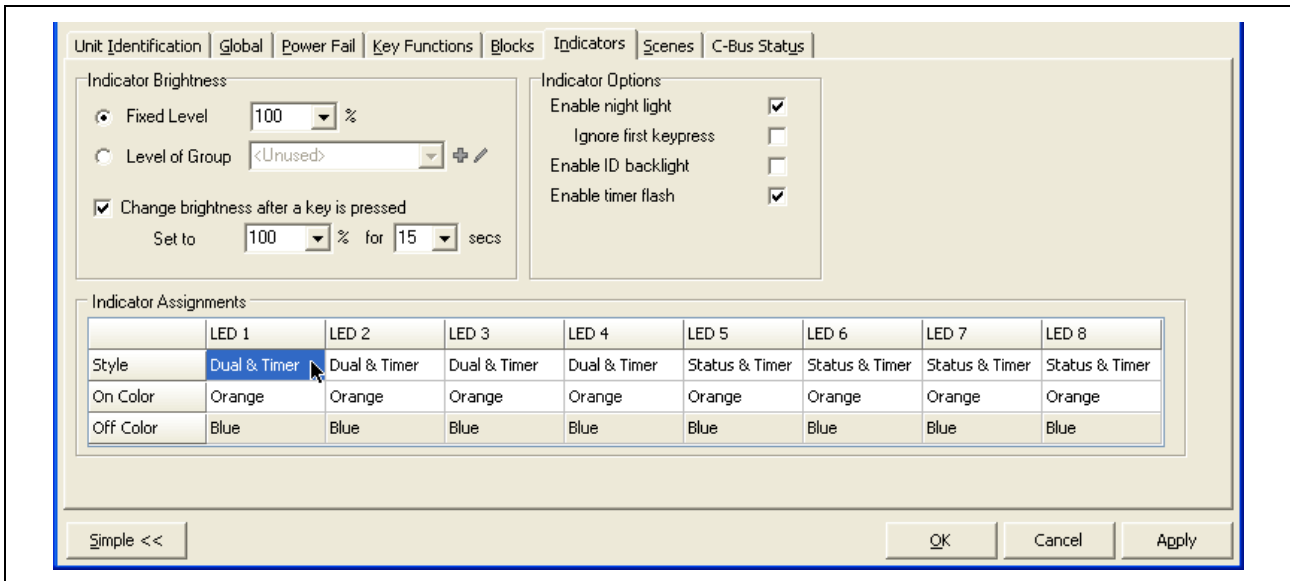 Unit Identification Global Power Fail Key Functions Blocks Indicators Scenes C-Bus Status
Indicator Brightness
Fixed Level 100 %
Level of Group <Unused>
Change brightness after a key is pressed
Set to 100 % for 15 secs
Indicator Options
Enable night light
Ignore first keypress
Enable ID backlight
Enable timer flash
Indicator Assignments
LED 1 LED 2 LED 3 LED 4 LED 5 LED 6 LED 7 LED 8
Style Dual & Timer Dual & Timer Dual & Timer Dual & Timer Status & Timer Status & Timer Status & Timer Status & Timer
On Color Orange Orange Orange Orange Orange Orange Orange Orange
Off Color Blue Blue Blue Blue Blue Blue Blue Blue
Simple << OK Cancel Apply